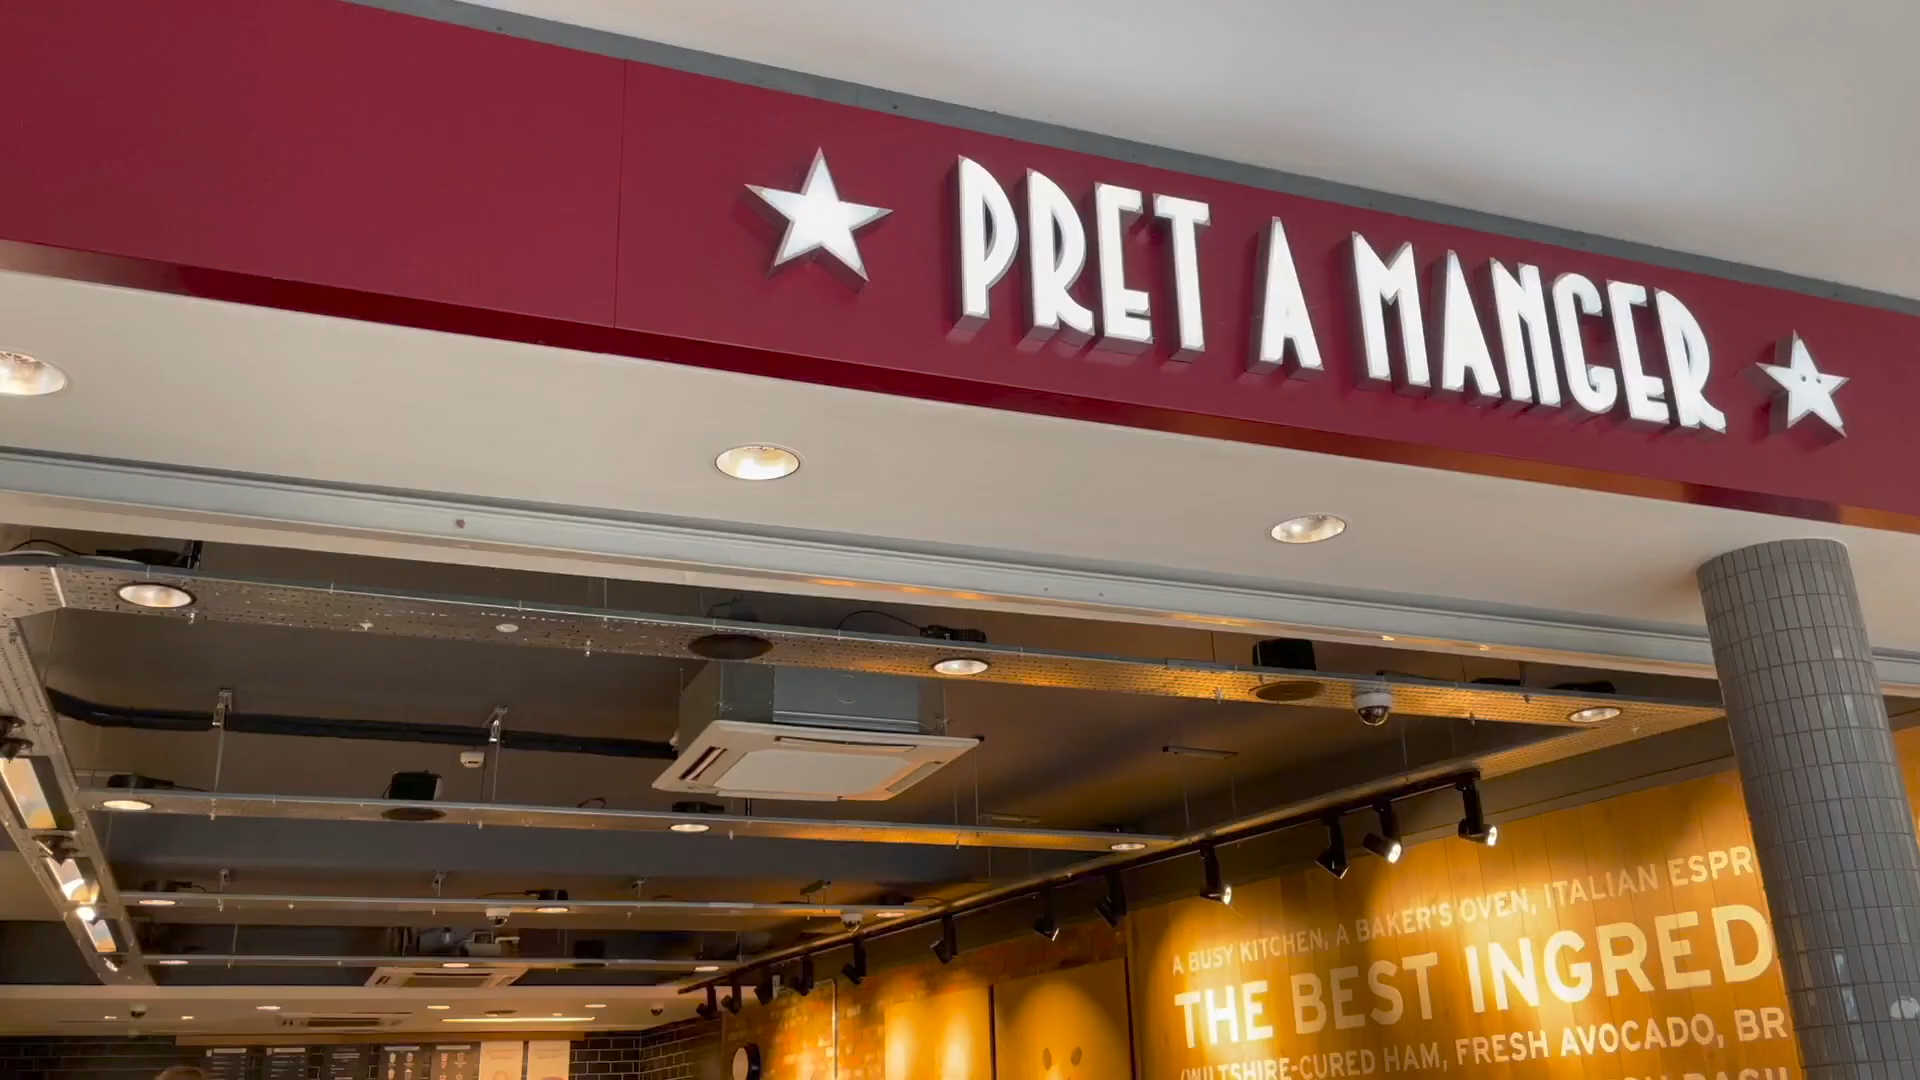 PRET A MANGER
A BUSY KITCHEN, A BAKER'S OVEN, ITALIAN ESPR
THE BEST INGRED
WILTSHIRE-CURED HAM, FRESH AVOCADO, BR